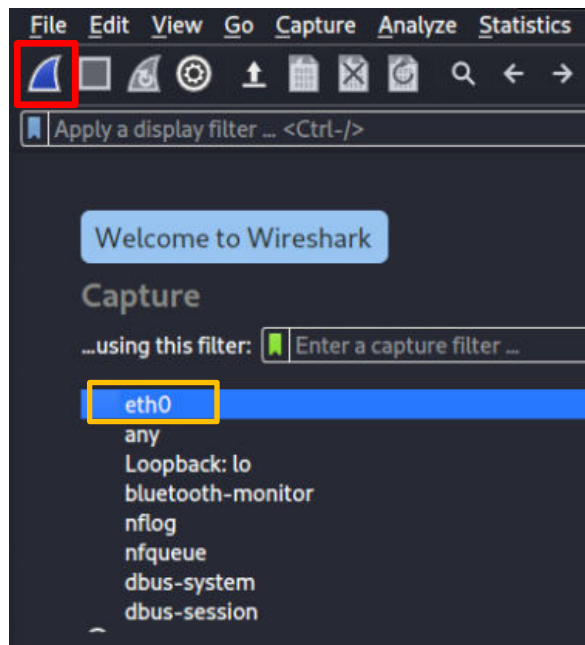 File Edit View Go Capture Analyze Statistics
Apply a display filter ... <Ctrl-/>
Welcome to Wireshark
Capture
...using this filter: Enter a capture filter ...
eth0
any
Loopback: lo
bluetooth-monitor
nflog
nfqueue
dbus-system
dbus-session